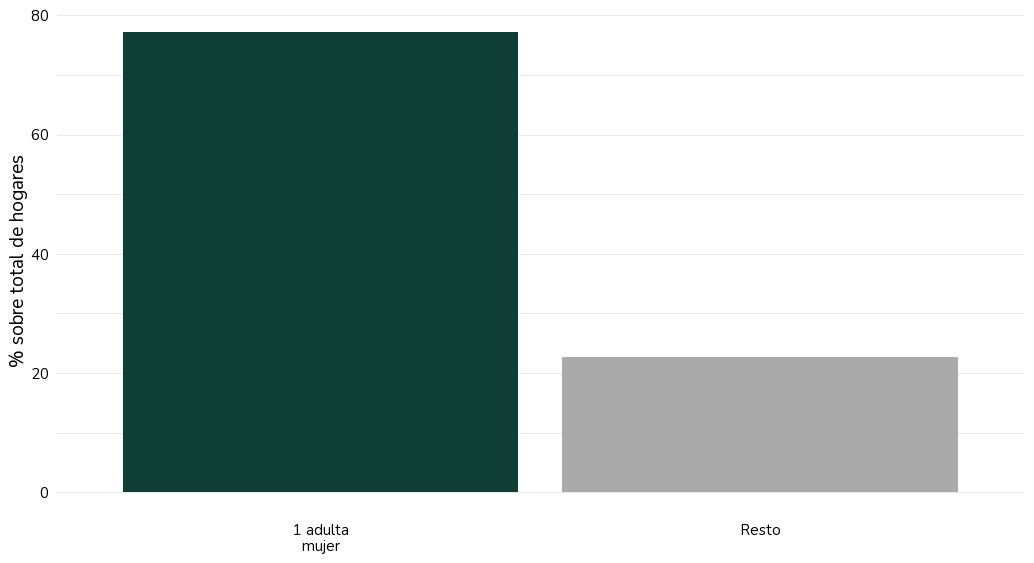 80
60
40
20
0
% sobre total de hogares
1 adulta
mujer
Resto